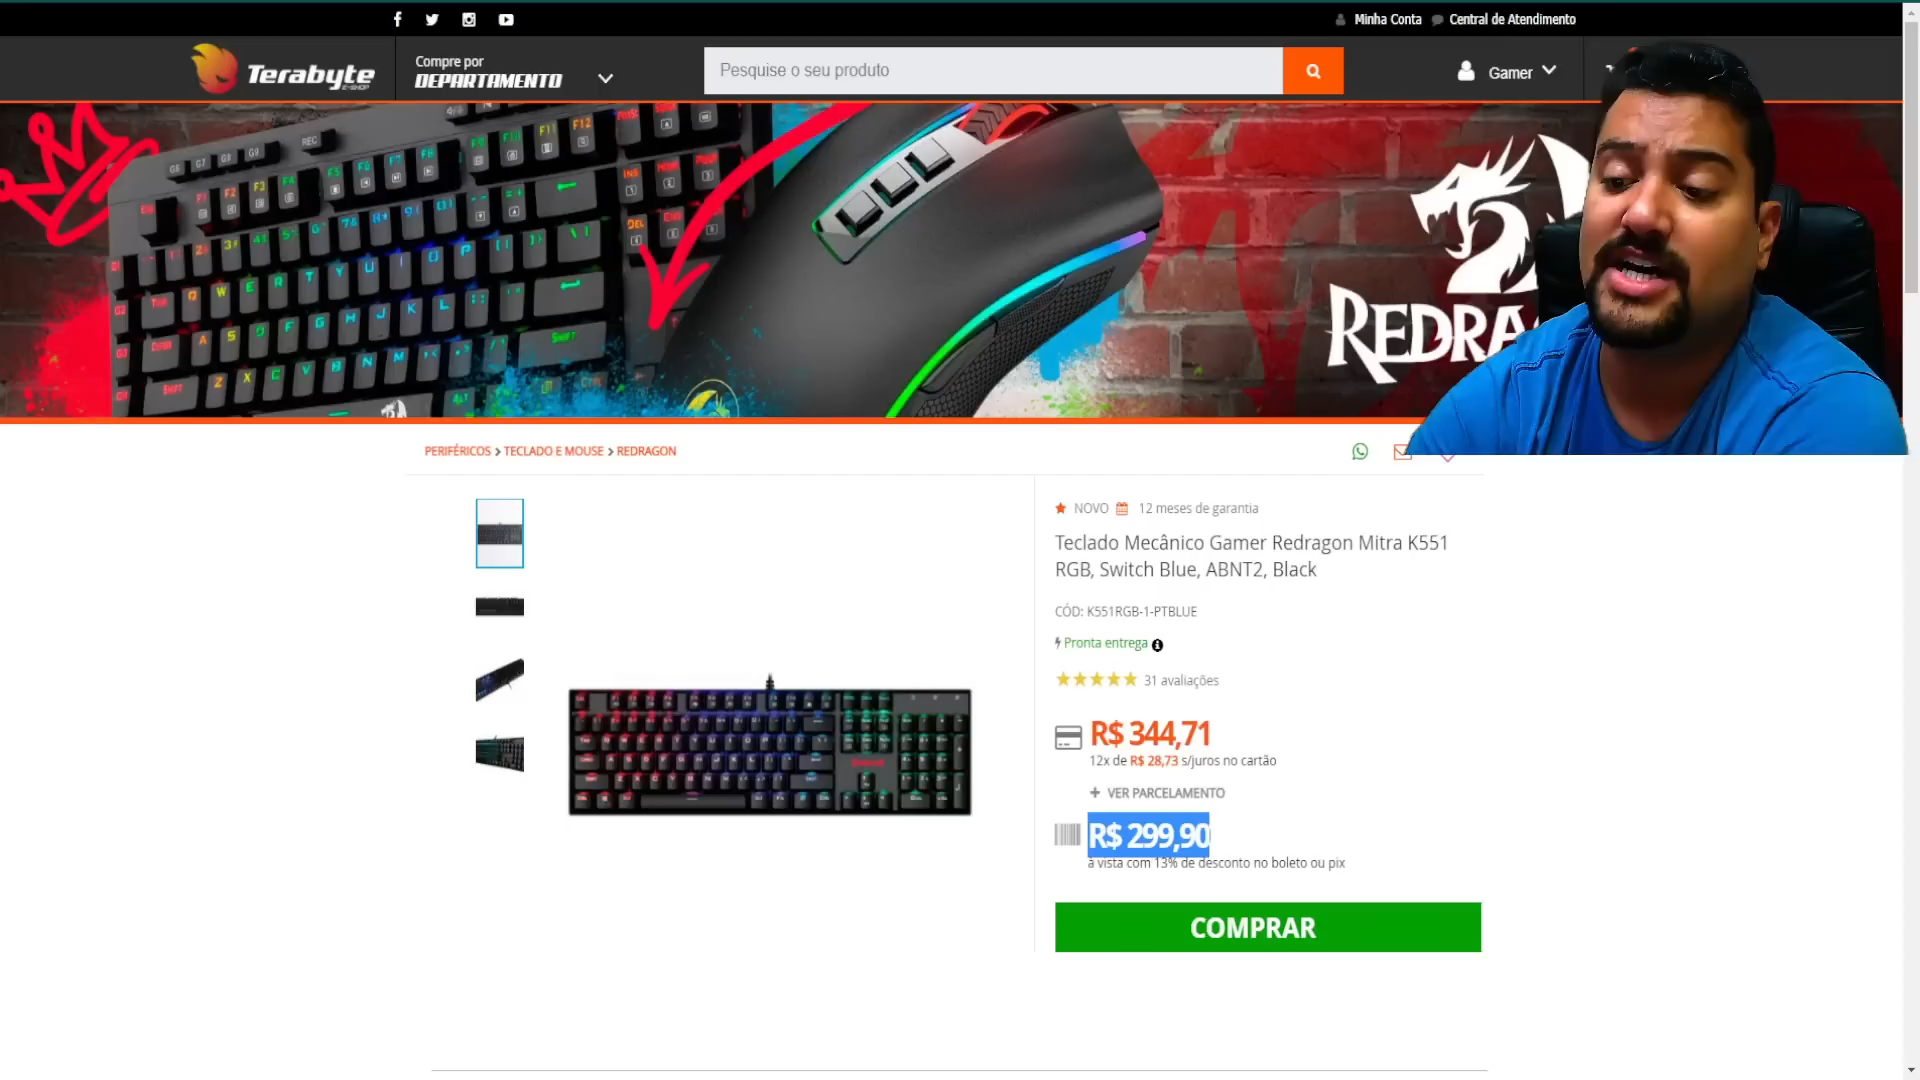 Minha Conta
Central de Atendimento
Terabyte
E-SHOP
Compre por
DEPARTAMENTO
Pesquise o seu produto
Gamer
REDRA
PERIFÉRICOS > TECLADO E MOUSE > REDRAGON
NOVO 12 meses de garantia
Teclado Mecânico Gamer Redragon Mitra K551
RGB, Switch Blue, ABNT2, Black
CÓD: K551RGB-1-PTBLUE
Pronta entrega
31 avaliações
R$ 344,71
12x de R$ 28,73 s/juros no cartão
+ VER PARCELAMENTO
R$ 299,90
à vista com 13% de desconto no boleto ou pix
COMPRAR